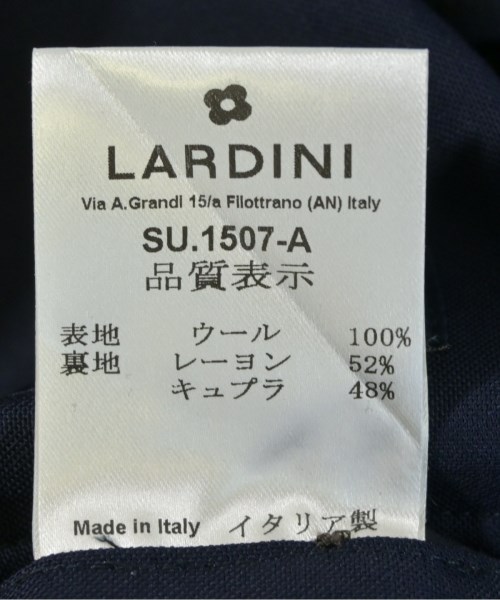 LARDINI
Via A.Grandi 15/a Filottrano (AN) Italy
SU.1507-A
品質表示
表地 ウール 100%
裏地 レーヨン 52%
キュプラ 48%
Made in Italy イタリア製